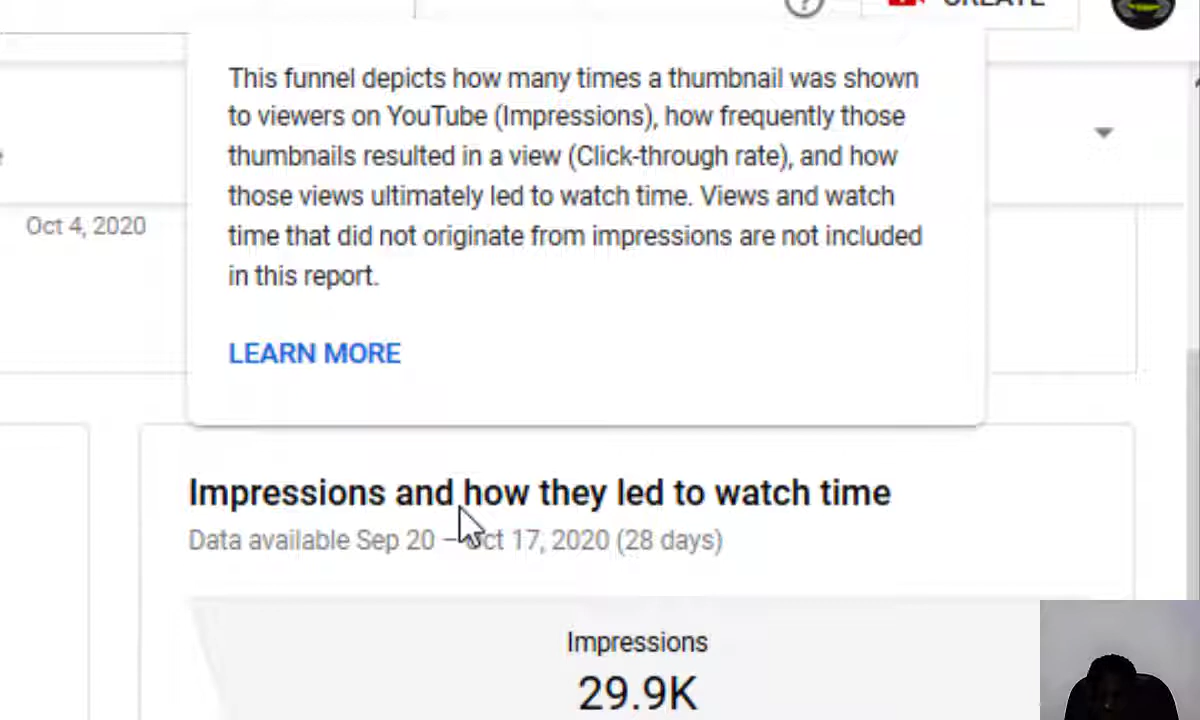 CREATE
This funnel depicts how many times a thumbnail was shown
to viewers on YouTube (Impressions), how frequently those
thumbnails resulted in a view (Click-through rate), and how
those views ultimately led to watch time. Views and watch
time that did not originate from impressions are not included
in this report.
Oct 4, 2020
LEARN MORE
Impressions and how they led to watch time
Data available Sep 20 – Oct 17, 2020 (28 days)
Impressions
29.9K